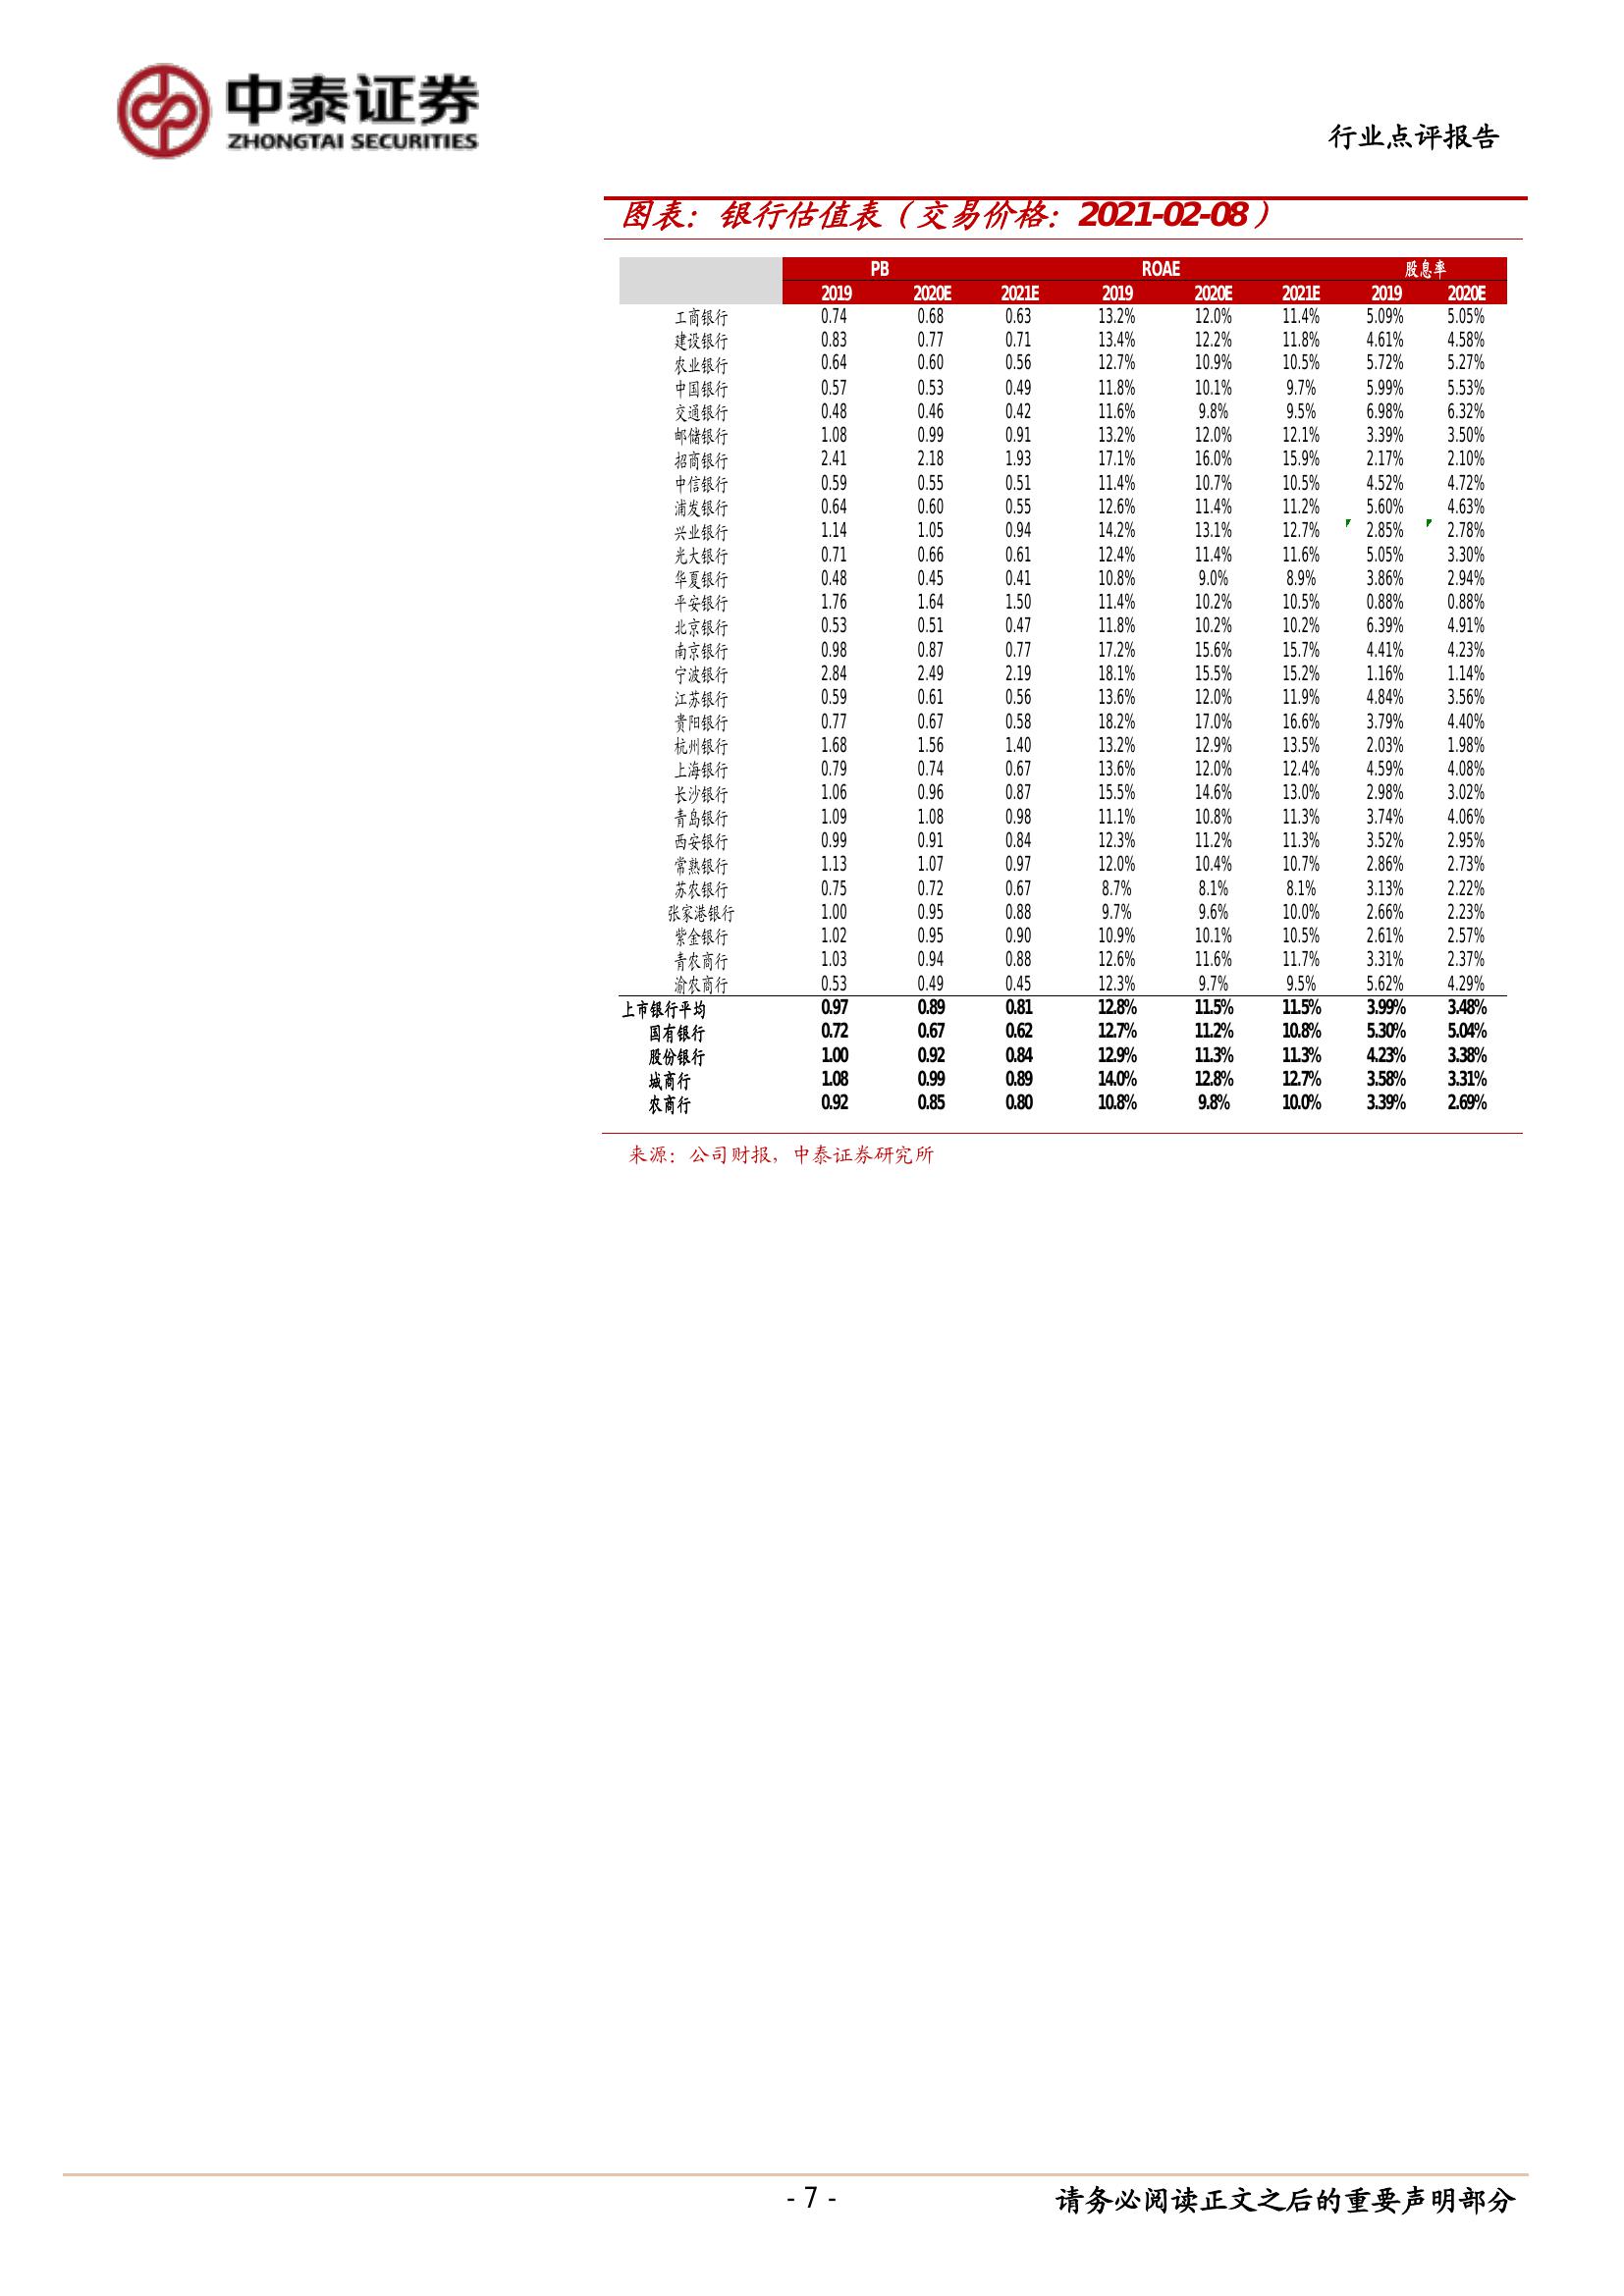 中泰证券
ZHONGTAI SECURITIES
行业点评报告
图表：银行估值表（交易价格：2021-02-08）
PB ROAE 股息率
2019 2020E 2021E 2019 2020E 2021E 2019 2020E
工商银行 0.74 0.68 0.63 13.2% 12.0% 11.4% 5.09% 5.05%
建设银行 0.83 0.77 0.71 13.4% 12.2% 11.8% 4.61% 4.58%
农业银行 0.64 0.60 0.56 12.7% 10.9% 10.5% 5.72% 5.27%
中国银行 0.57 0.53 0.49 11.8% 10.1% 9.7% 5.99% 5.53%
交通银行 0.48 0.46 0.42 11.6% 9.8% 9.5% 6.98% 6.32%
邮储银行 1.08 0.99 0.91 13.2% 12.0% 12.1% 3.39% 3.50%
招商银行 2.41 2.18 1.93 17.1% 16.0% 15.9% 2.17% 2.10%
中信银行 0.59 0.55 0.51 11.4% 10.7% 10.5% 4.52% 4.72%
浦发银行 0.64 0.60 0.55 12.6% 11.4% 11.2% 5.60% 4.63%
兴业银行 1.14 1.05 0.94 14.2% 13.1% 12.7% 2.85% 2.78%
光大银行 0.71 0.66 0.61 12.4% 11.4% 11.6% 5.05% 3.30%
华夏银行 0.48 0.45 0.41 10.8% 9.0% 8.9% 3.86% 2.94%
平安银行 1.76 1.64 1.50 11.4% 10.2% 10.5% 0.88% 0.88%
北京银行 0.53 0.51 0.47 11.8% 10.2% 10.2% 6.39% 4.91%
南京银行 0.98 0.87 0.77 17.2% 15.6% 15.7% 4.41% 4.23%
宁波银行 2.84 2.49 2.19 18.1% 15.5% 15.2% 1.16% 1.14%
江苏银行 0.59 0.61 0.56 13.6% 12.0% 11.9% 4.84% 3.56%
贵阳银行 0.77 0.67 0.58 18.2% 17.0% 16.6% 3.79% 4.40%
杭州银行 1.68 1.56 1.40 13.2% 12.9% 13.5% 2.03% 1.98%
上海银行 0.79 0.74 0.67 13.6% 12.0% 12.4% 4.59% 4.08%
长沙银行 1.06 0.96 0.87 15.5% 14.6% 13.0% 2.98% 3.02%
青岛银行 1.09 1.08 0.98 11.1% 10.8% 11.3% 3.74% 4.06%
西安银行 0.99 0.91 0.84 12.3% 11.2% 11.3% 3.52% 2.95%
常熟银行 1.13 1.07 0.97 12.0% 10.4% 10.7% 2.86% 2.73%
苏农银行 0.75 0.72 0.67 8.7% 8.1% 8.1% 3.13% 2.22%
张家港银行 1.00 0.95 0.88 9.7% 9.6% 10.0% 2.66% 2.23%
紫金银行 1.02 0.95 0.90 10.9% 10.1% 10.5% 2.61% 2.57%
青农商行 1.03 0.94 0.88 12.6% 11.6% 11.7% 3.31% 2.37%
渝农商行 0.53 0.49 0.45 12.3% 9.7% 9.5% 5.62% 4.29%
上市银行平均 0.97 0.89 0.81 12.8% 11.5% 11.5% 3.99% 3.48%
国有银行 0.72 0.67 0.62 12.7% 11.2% 10.8% 5.30% 5.04%
股份银行 1.00 0.92 0.84 12.9% 11.3% 11.3% 4.23% 3.38%
城商行 1.08 0.99 0.89 14.0% 12.8% 12.7% 3.58% 3.31%
农商行 0.92 0.85 0.80 10.8% 9.8% 10.0% 3.39% 2.69%
来源：公司财报，中泰证券研究所
- 7 -
请务必阅读正文之后的重要声明部分